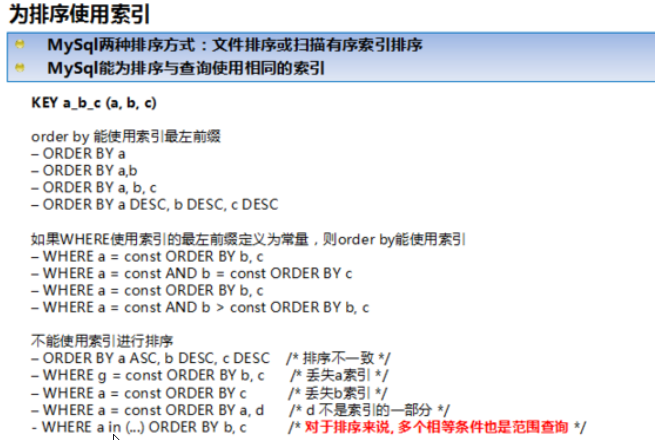 为排序使用索引
MySql两种排序方式：文件排序或扫描有序索引排序
MySql能为排序与查询使用相同的索引
KEY a_b_c (a, b, c)
order by 能使用索引最左前缀
– ORDER BY a
– ORDER BY a,b
– ORDER BY a, b, c
– ORDER BY a DESC, b DESC, c DESC
如果WHERE使用索引的最左前缀定义为常量，则order by能使用索引
– WHERE a = const ORDER BY b, c
– WHERE a = const AND b = const ORDER BY c
– WHERE a = const ORDER BY b, c
– WHERE a = const AND b > const ORDER BY b, c
不能使用索引进行排序
– ORDER BY a ASC, b DESC, c DESC /* 排序不一致 */
– WHERE g = const ORDER BY b, c /* 丢失a索引 */
– WHERE a = const ORDER BY c /* 丢失b索引 */
– WHERE a = const ORDER BY a, d /* d 不是索引的一部分 */
- WHERE a in (...) ORDER BY b, c /* 对于排序来说, 多个相等条件也是范围查询 */